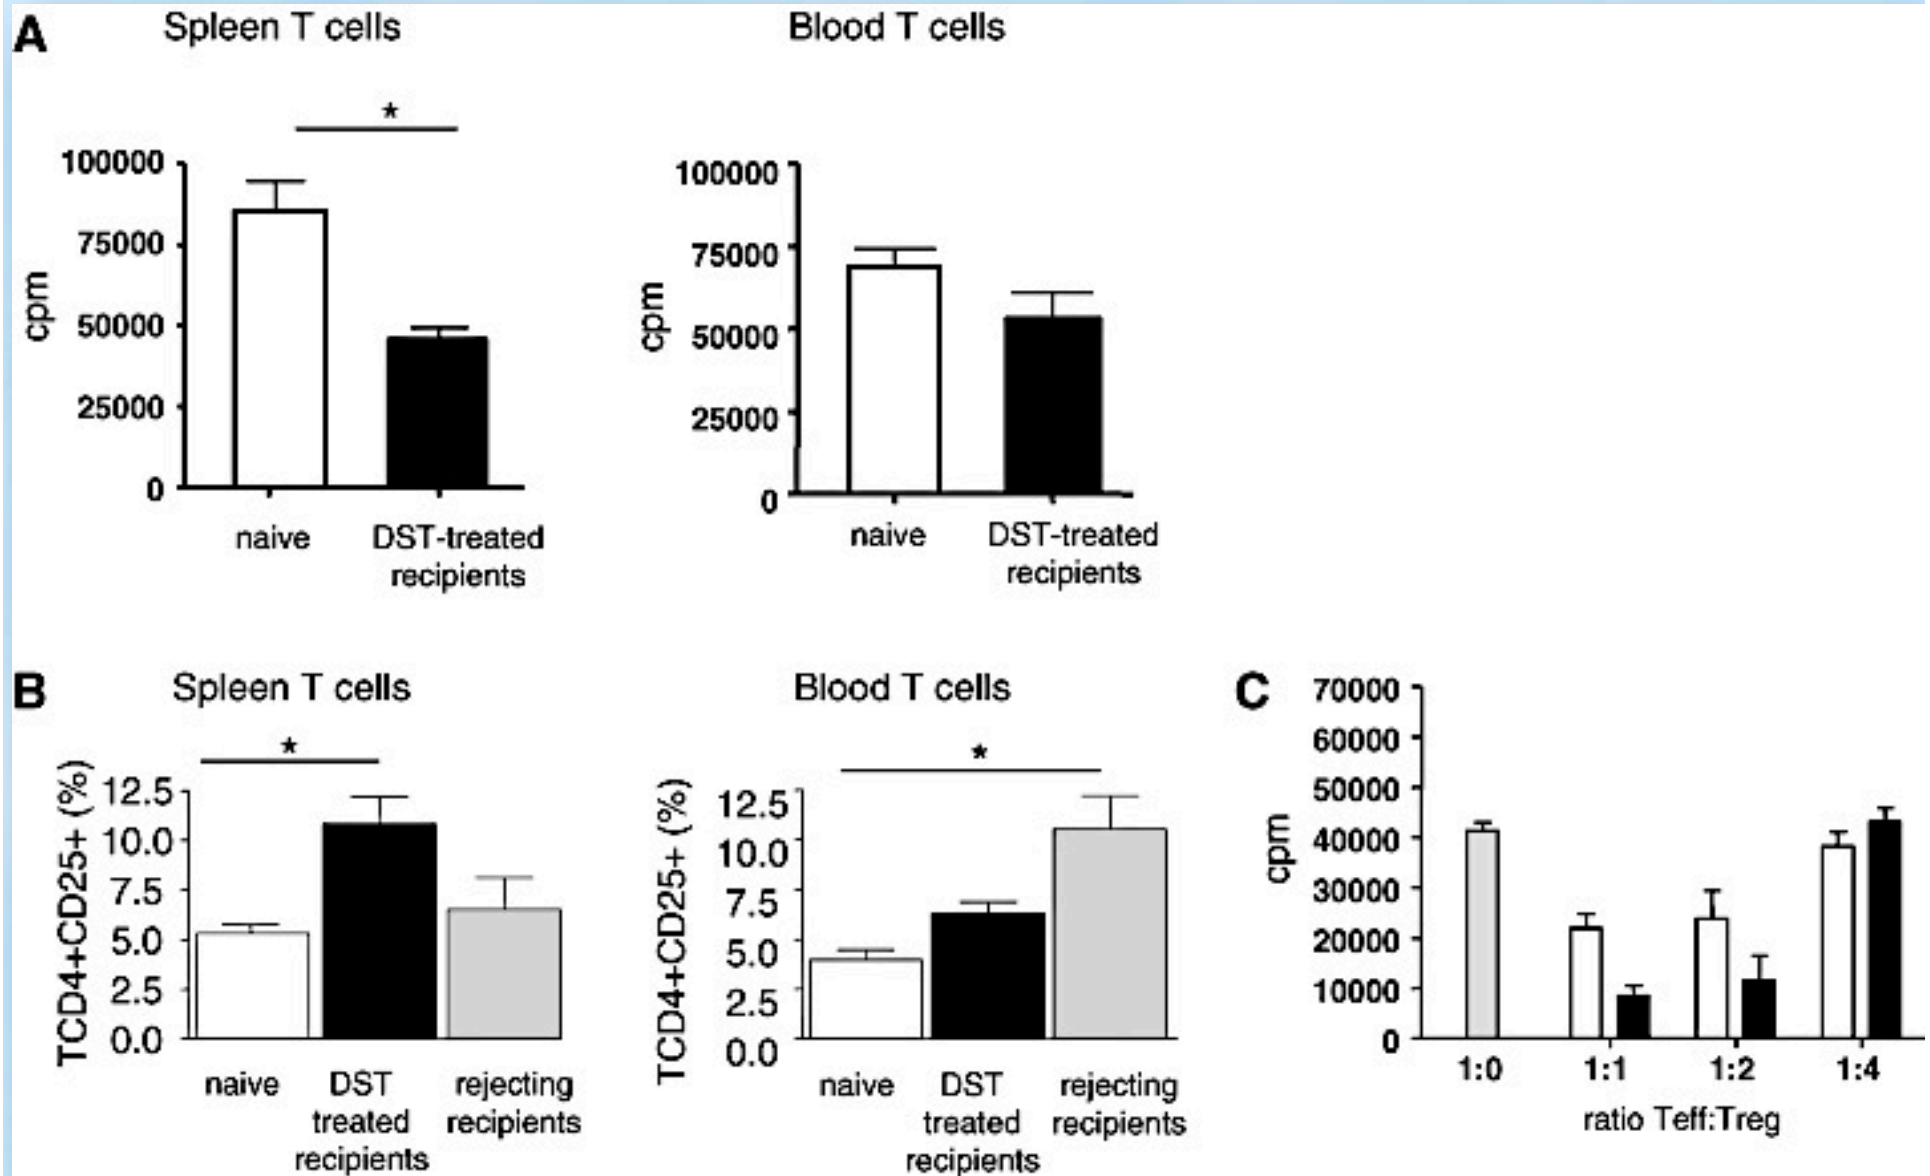 A
Spleen T cells
Blood T cells
*
cpm
100000
75000
50000
25000
0
naive
DST-treated
recipients
cpm
100000
75000
50000
25000
0
naive
DST-treated
recipients
B
Spleen T cells
*
TCD4+CD25+ (%)
12.5
10.0
7.5
5.0
2.5
0.0
naive
DST
treated
recipients
rejecting
recipients
Blood T cells
*
TCD4+CD25+ (%)
12.5
10.0
7.5
5.0
2.5
0.0
naive
DST
treated
recipients
rejecting
recipients
C
cpm
70000
60000
50000
40000
30000
20000
10000
0
1:0
1:1
1:2
1:4
ratio Teff:Treg